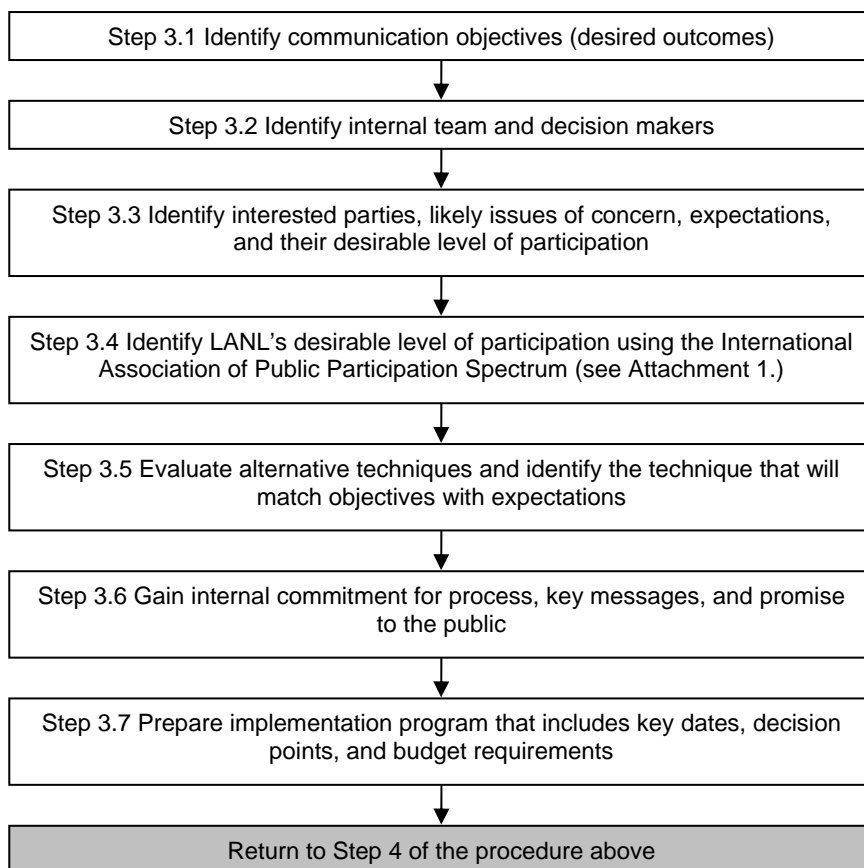 Step 3.1 Identify communication objectives (desired outcomes)
Step 3.2 Identify internal team and decision makers
Step 3.3 Identify interested parties, likely issues of concern, expectations,
and their desirable level of participation
Step 3.4 Identify LANL's desirable level of participation using the International
Association of Public Participation Spectrum (see Attachment 1.)
Step 3.5 Evaluate alternative techniques and identify the technique that will
match objectives with expectations
Step 3.6 Gain internal commitment for process, key messages, and promise
to the public
Step 3.7 Prepare implementation program that includes key dates, decision
points, and budget requirements
Return to Step 4 of the procedure above